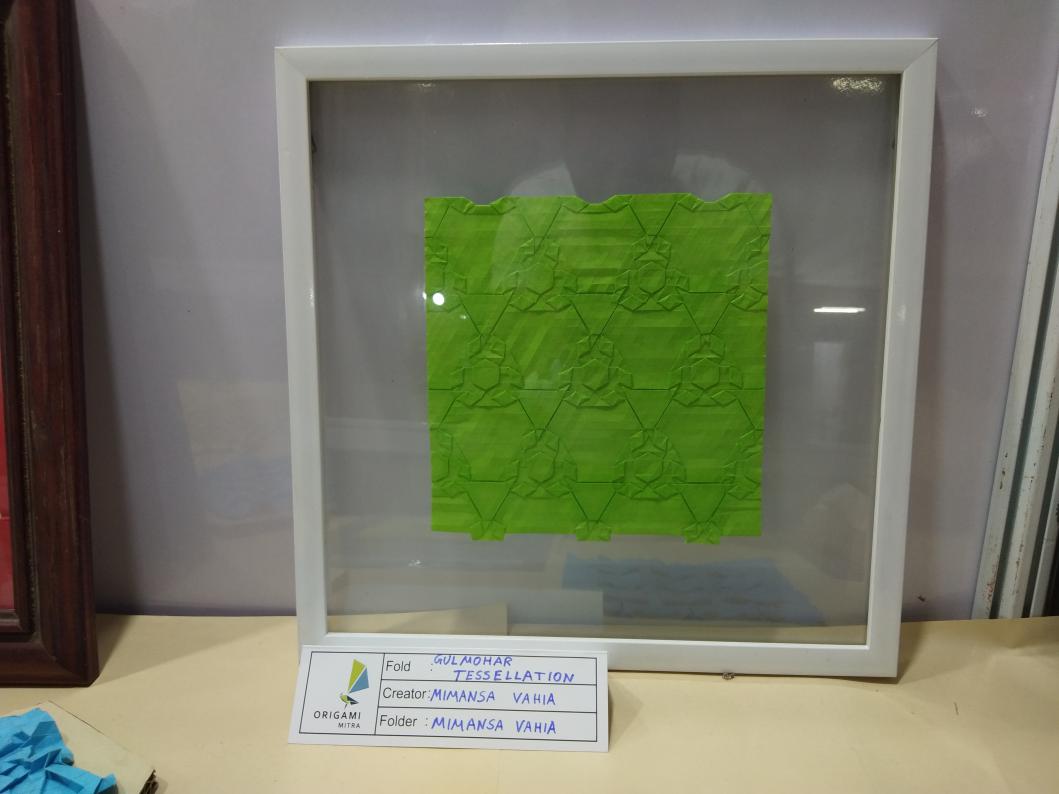 ORIGAMI
MITRA
Fold : GULMOHAR
TESSELLATION
Creator: MIMANSA VAHIA
Folder : MIMANSA VAHIA